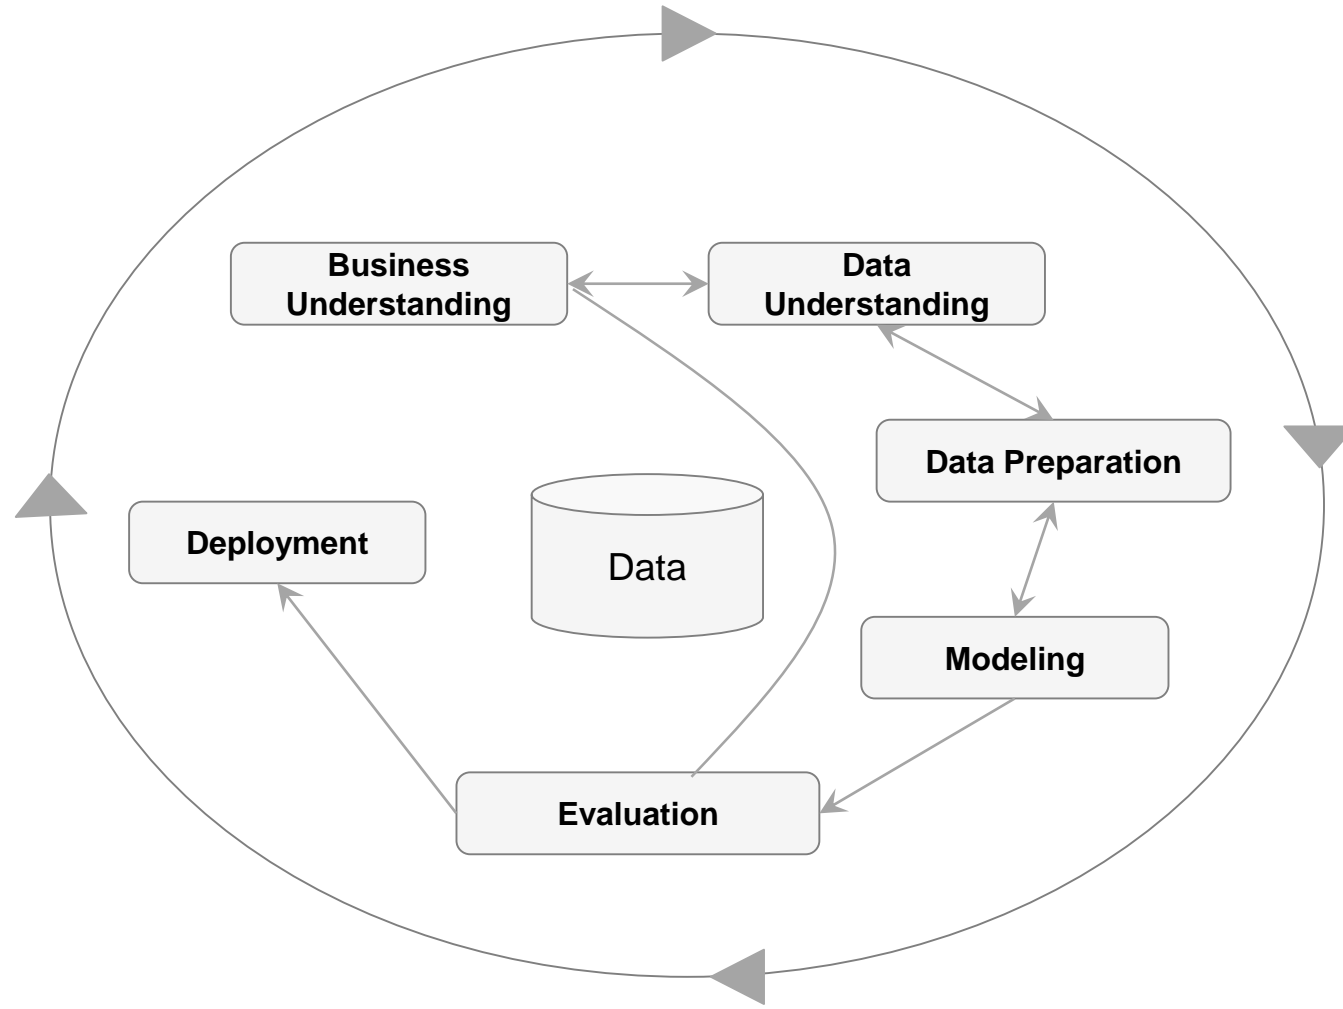 Business
Understanding
Data
Understanding
Data Preparation
Deployment
Data
Modeling
Evaluation